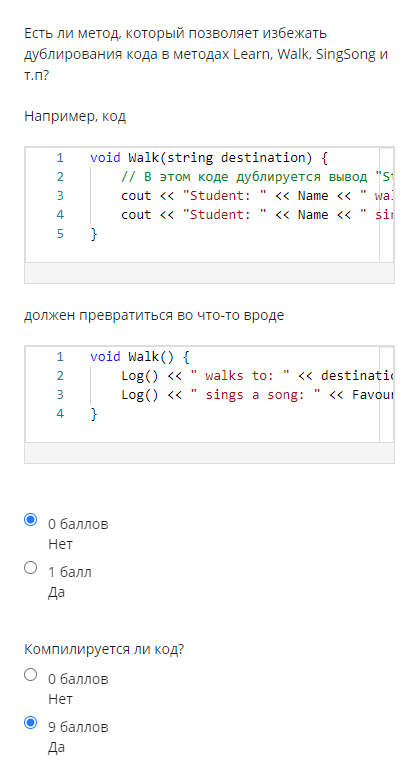 Есть ли метод, который позволяет избежать
дублирования кода в методах Learn, Walk, SingSong и
т.п?
Например, код
1 void Walk(string destination) {
2 // В этом коде дублируется вывод "St
3 cout << "Student: " << Name << " wal
4 cout << "Student: " << Name << " sin
5 }
должен превратиться во что-то вроде
1 void Walk() {
2 Log() << " walks to: " << destinatio
3 Log() << " sings a song: " << Favour
4 }
0 баллов
Нет
1 балл
Да
Компилируется ли код?
0 баллов
Нет
9 баллов
Да